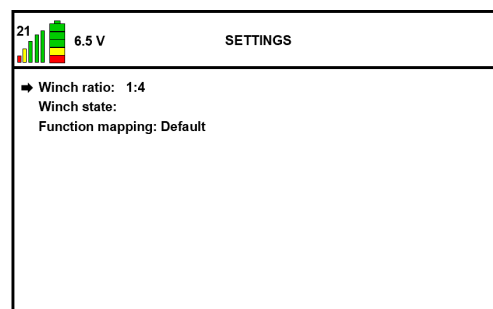 21 6.5 V SETTINGS
Winch ratio: 1:4
Winch state:
Function mapping: Default